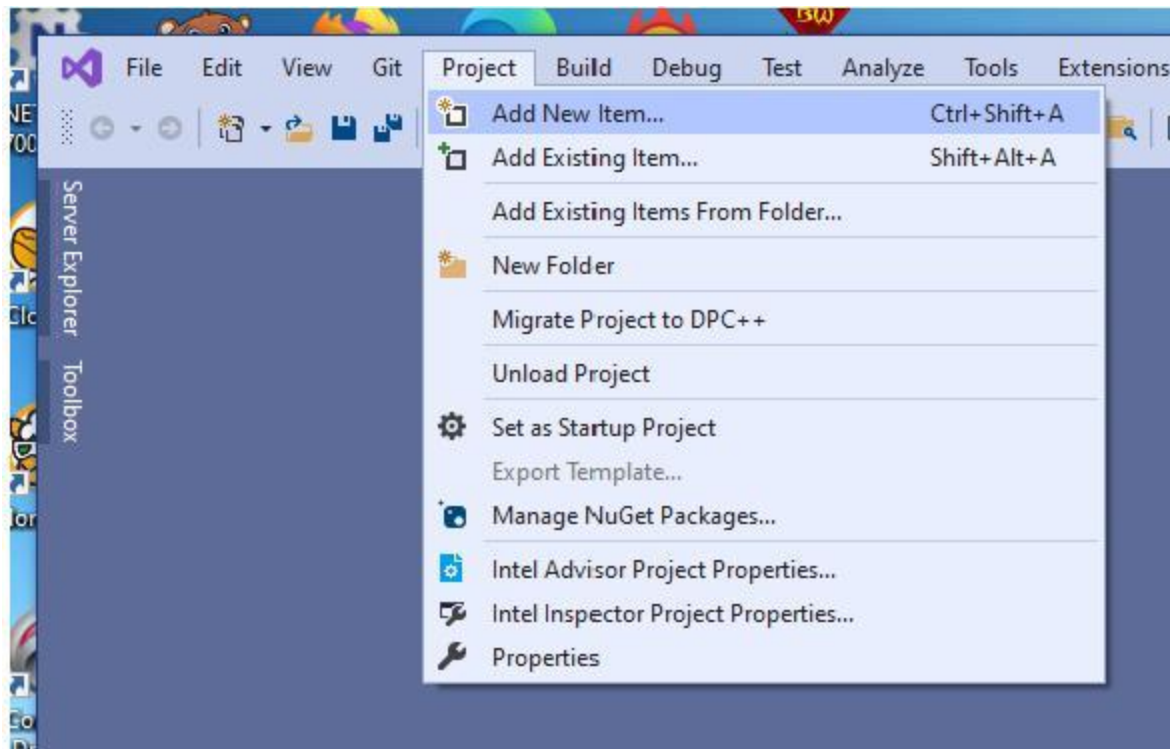 BW
File Edit View Git Project Build Debug Test Analyze Tools Extensions
Add New Item... Ctrl+Shift+A
Add Existing Item... Shift+Alt+A
Add Existing Items From Folder...
New Folder
Migrate Project to DPC++
Unload Project
Set as Startup Project
Export Template...
Manage NuGet Packages...
Intel Advisor Project Properties...
Intel Inspector Project Properties...
Properties
Server Explorer
Toolbox